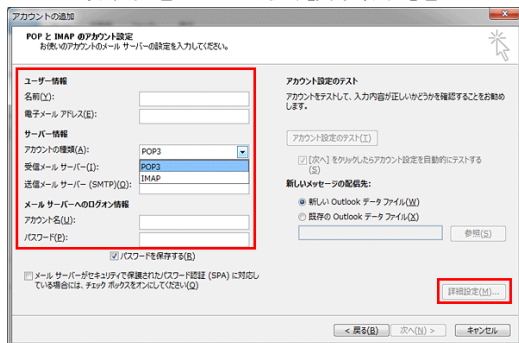 アカウントの追加
POP と IMAP のアカウント設定
お使いのアカウントのメール サーバーの設定を入力してください。
ユーザー情報
名前(Y):
電子メール アドレス(E):
サーバー情報
アカウントの種類(A):
POP3
受信メール サーバー(I):
POP3
IMAP
送信メール サーバー (SMTP)(O):
メール サーバーへのログオン情報
アカウント名(U):
パスワード(P):
パスワードを保存する(R)
メール サーバーがセキュリティで保護されたパスワード認証 (SPA) に対応し
ている場合には、チェック ボックスをオンにしてください(Q)
アカウント設定のテスト
アカウントをテストして、入力内容が正しいかどうかを確認することをお勧め
します。
アカウント設定のテスト(T)
[次へ] をクリックしたらアカウント設定を自動的にテストする
(S)
新しいメッセージの配信先:
新しい Outlook データ ファイル(W)
既存の Outlook データ ファイル(X)
参照(S)
詳細設定(M)...
< 戻る(B)
次へ(N) >
キャンセル